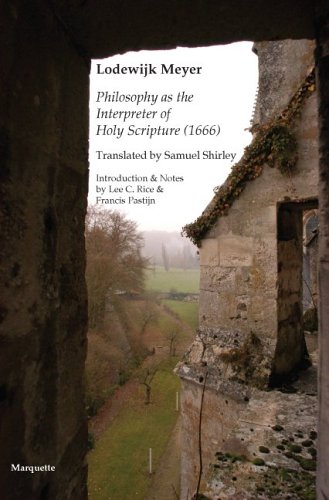 Lodewijk Meyer
Philosophy as the
Interpreter of
Holy Scripture (1666)
Translated by Samuel Shirley
Introduction & Notes
by Lee C. Rice &
Francis Pastijn
Marquette